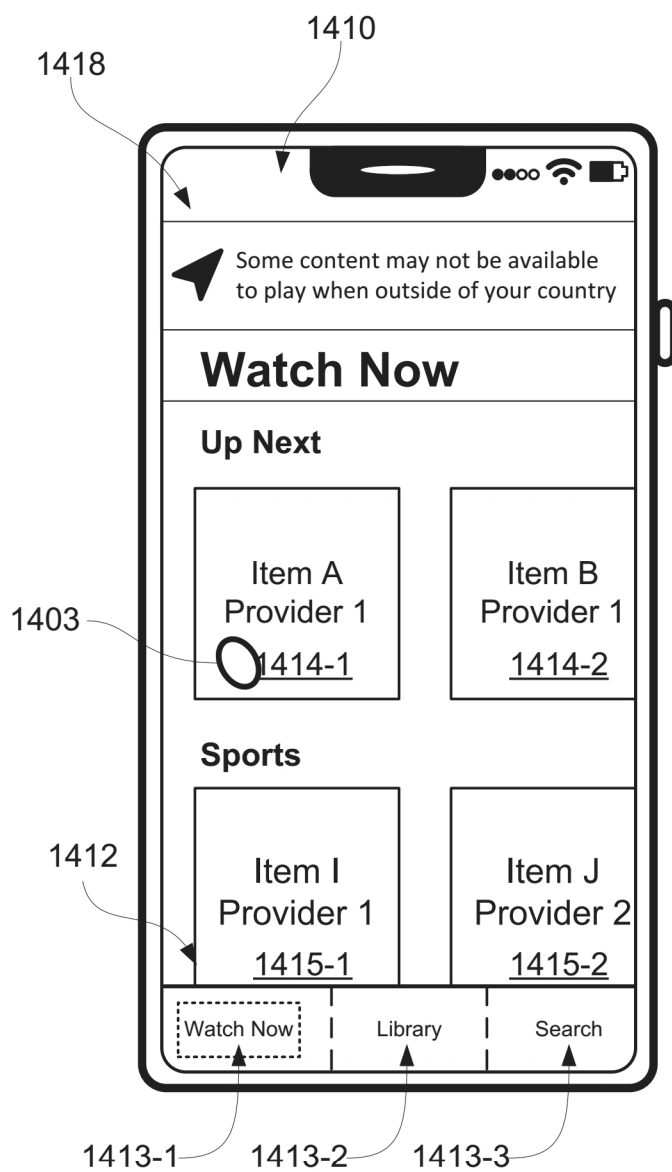 1410
1418
Some content may not be available
to play when outside of your country
Watch Now
Up Next
Item A
Provider 1
1414-1
Item B
Provider 1
1414-2
1403
Sports
1412
Item I
Provider 1
1415-1
Item J
Provider 2
1415-2
Watch Now
Library
Search
1413-1
1413-2
1413-3